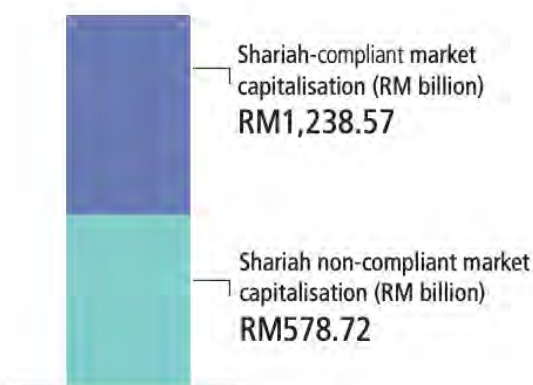 Shariah-compliant market
capitalisation (RM billion)
RM1,238.57
Shariah non-compliant market
capitalisation (RM billion)
RM578.72